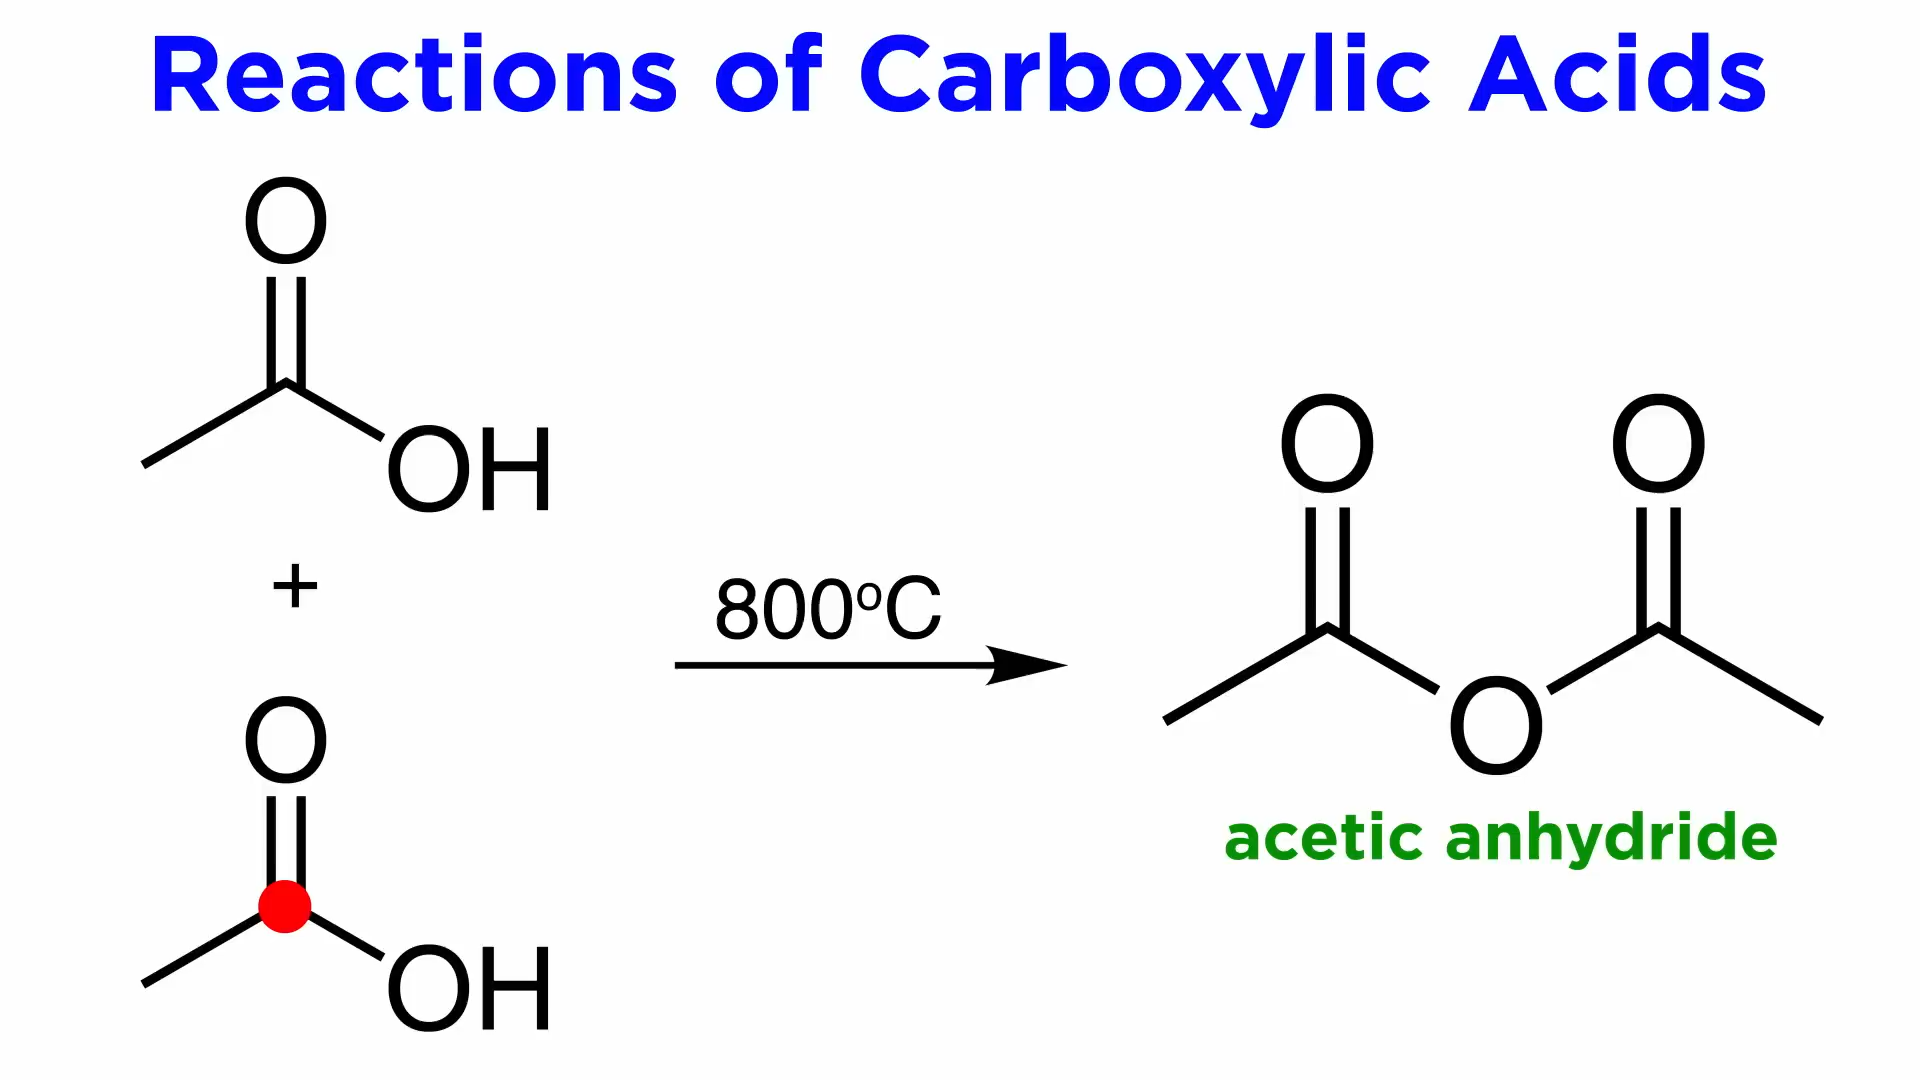 Reactions of Carboxylic Acids
O
OH
+
O
OH
800°C
O O
O
acetic anhydride